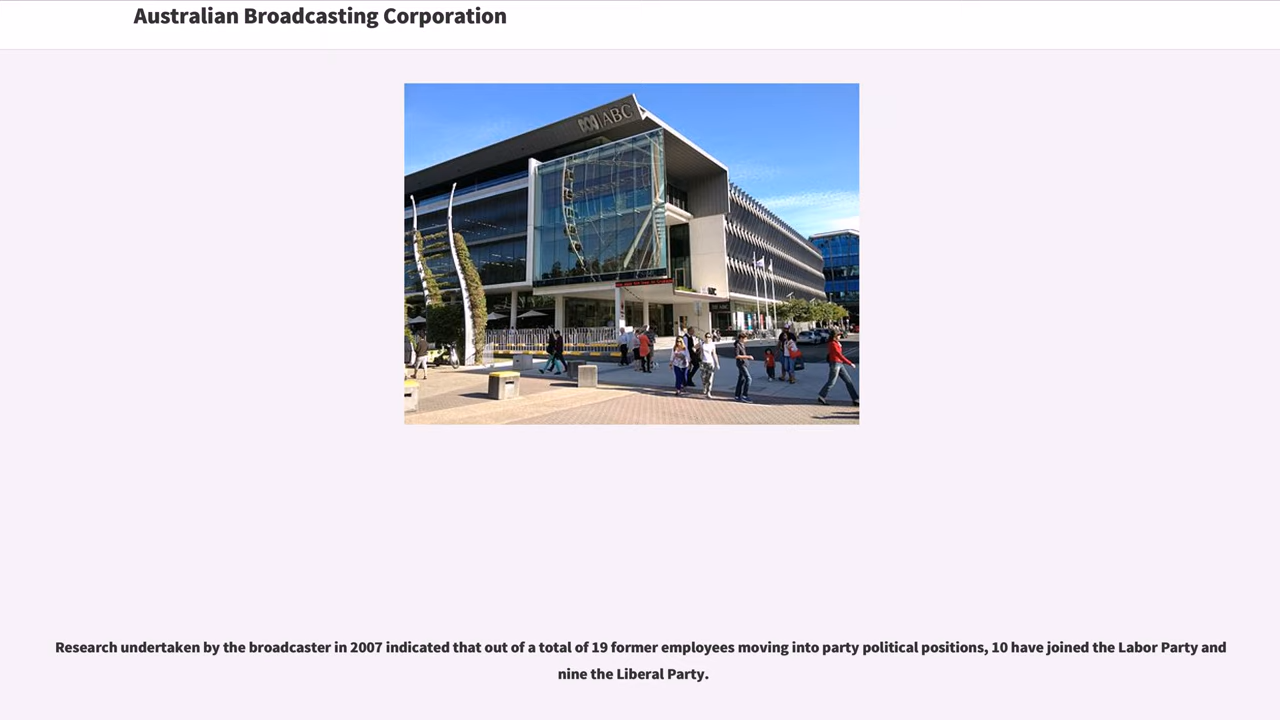 Australian Broadcasting Corporation
ABC
Research undertaken by the broadcaster in 2007 indicated that out of a total of 19 former employees moving into party political positions, 10 have joined the Labor Party and
nine the Liberal Party.